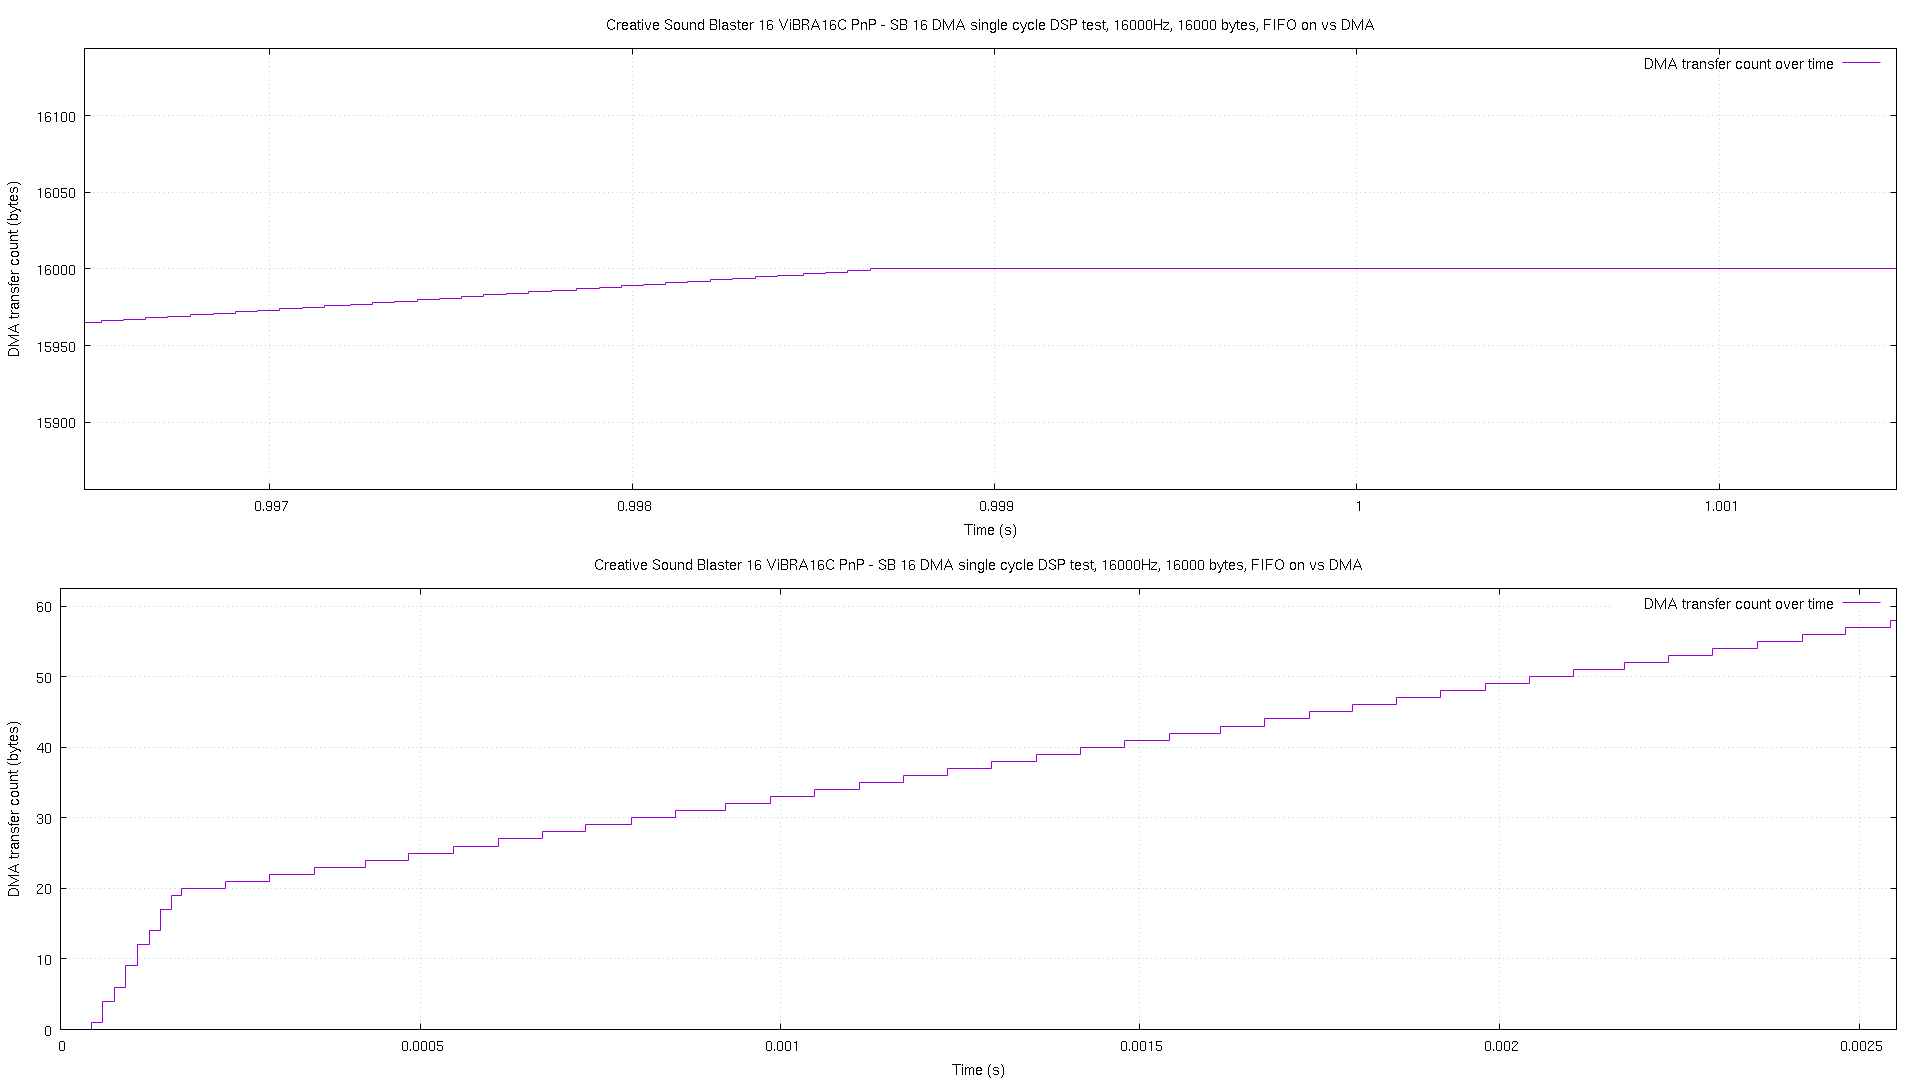 Creative Sound Blaster 16 ViBRA16C PnP - SB 16 DMA single cycle DSP test, 16000Hz, 16000 bytes, FIFO on vs DMA
DMA transfer count over time
16100
16050
16000
15950
15900
DMA transfer count (bytes)
0.997 0.998 0.999 1 1.001
Time (s)
Creative Sound Blaster 16 ViBRA16C PnP - SB 16 DMA single cycle DSP test, 16000Hz, 16000 bytes, FIFO on vs DMA
DMA transfer count over time
60
50
40
30
20
10
0
DMA transfer count (bytes)
0 0.0005 0.001 0.0015 0.002 0.0025
Time (s)